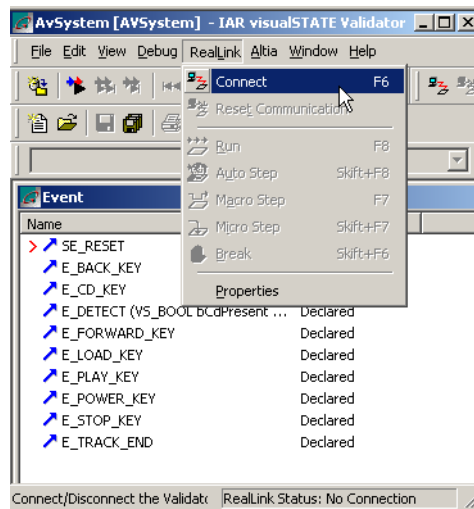 AvSystem [AVSystem] - IAR visualSTATE Validator
File Edit View Debug RealLink Altia Window Help
Connect F6
Reset Communication
Run F8
Auto Step Skift+F8
Event
Macro Step F7
Name
Micro Step Skift+F7
SE_RESET
Break Skift+F6
E_BACK_KEY
E_CD_KEY
Properties
E_DETECT (VS_BOOL bCdPresent ... Declared
E_FORWARD_KEY Declared
E_LOAD_KEY Declared
E_PLAY_KEY Declared
E_POWER_KEY Declared
E_STOP_KEY Declared
E_TRACK_END Declared
Connect/Disconnect the Validat RealLink Status: No Connection